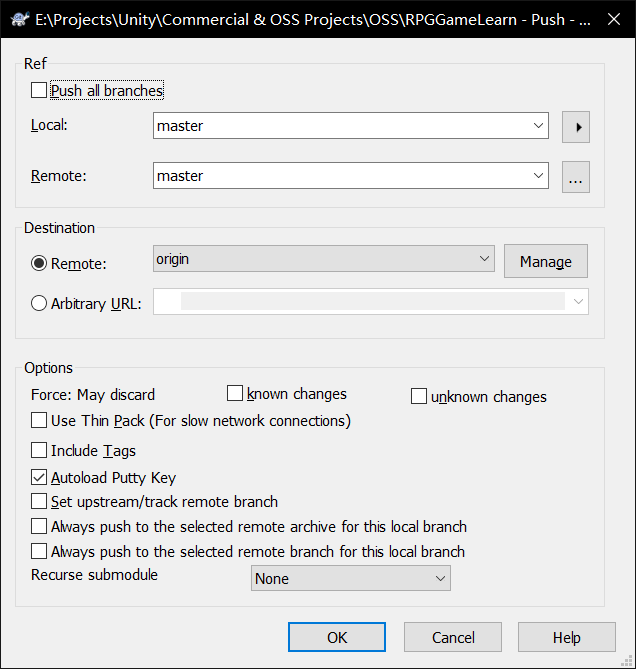 E:\Projects\Unity\Commercial & OSS Projects\OSS\RPGGameLearn - Push - ...
Ref
Push all branches
Local: master
Remote: master ...
Destination
Remote: origin Manage
Arbitrary URL:
Options
Force: May discard known changes unknown changes
Use Thin Pack (For slow network connections)
Include Tags
Autoload Putty Key
Set upstream/track remote branch
Always push to the selected remote archive for this local branch
Always push to the selected remote branch for this local branch
Recurse submodule None
OK Cancel Help